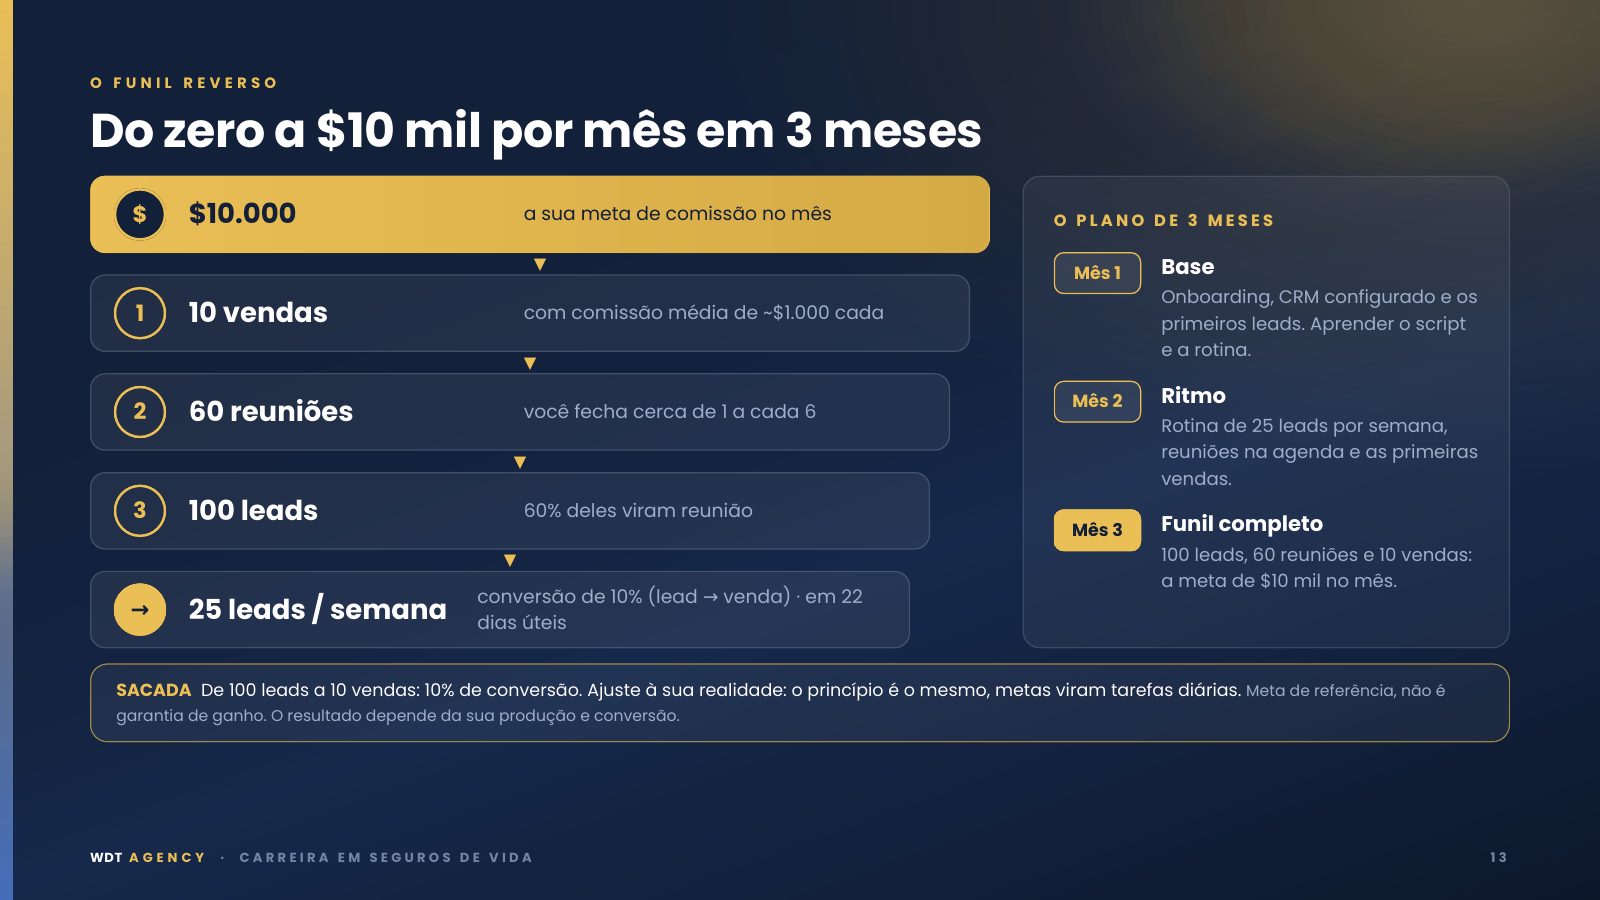 O FUNIL REVERSO
Do zero a $10 mil por mês em 3 meses
$ $10.000 a sua meta de comissão no mês
▼
1 10 vendas com comissão média de ~$1.000 cada
▼
2 60 reuniões você fecha cerca de 1 a cada 6
▼
3 100 leads 60% deles viram reunião
▼
→ 25 leads / semana conversão de 10% (lead → venda) · em 22
dias úteis
O PLANO DE 3 MESES
Mês 1 Base
Onboarding, CRM configurado e os
primeiros leads. Aprender o script
e a rotina.
Mês 2 Ritmo
Rotina de 25 leads por semana,
reuniões na agenda e as primeiras
vendas.
Mês 3 Funil completo
100 leads, 60 reuniões e 10 vendas:
a meta de $10 mil no mês.
SACADA De 100 leads a 10 vendas: 10% de conversão. Ajuste à sua realidade: o princípio é o mesmo, metas viram tarefas diárias. Meta de referência, não é
garantia de ganho. O resultado depende da sua produção e conversão.
WDT AGENCY · CARREIRA EM SEGUROS DE VIDA
13